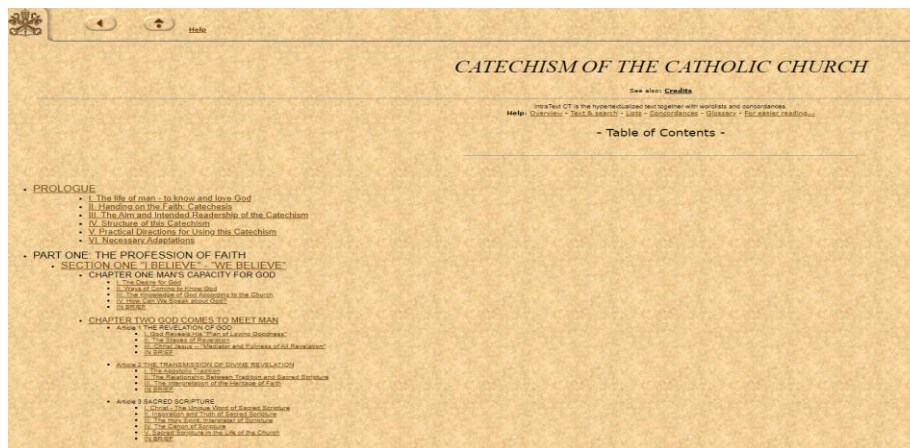 Help
CATECHISM OF THE CATHOLIC CHURCH
See also: Credits
IntraText CT is the hypertextualized text together with wordlists and concordances.
Help: Overview - Text & search - Lists - Concordances - Glossary - For easier reading...
- Table of Contents -
PROLOGUE
I. The life of man - to know and love God
II. Handing on the Faith: Catechesis
III. The Aim and Intended Readership of the Catechism
IV. Structure of this Catechism
V. Practical Directions for Using this Catechism
VI. Necessary Adaptations
PART ONE: THE PROFESSION OF FAITH
SECTION ONE "I BELIEVE" - "WE BELIEVE"
CHAPTER ONE MAN'S CAPACITY FOR GOD
I. The Desire for God
II. Ways of Coming to Know God
III. The Knowledge of God According to the Church
IV. How Can We Speak about God?
IN BRIEF
CHAPTER TWO GOD COMES TO MEET MAN
Article 1 THE REVELATION OF GOD
I. God Reveals His "Plan of Loving Goodness"
II. The Stages of Revelation
III. Christ Jesus -- "Mediator and Fullness of All Revelation"
IN BRIEF
Article 2 THE TRANSMISSION OF DIVINE REVELATION
I. The Apostolic Tradition
II. The Relationship Between Tradition and Sacred Scripture
III. The Interpretation of the Heritage of Faith
IN BRIEF
Article 3 SACRED SCRIPTURE
I. Christ - The Unique Word of Sacred Scripture
II. Inspiration and Truth of Sacred Scripture
III. The Holy Spirit, Interpreter of Scripture
IV. The Canon of Scripture
V. Sacred Scripture in the Life of the Church
IN BRIEF